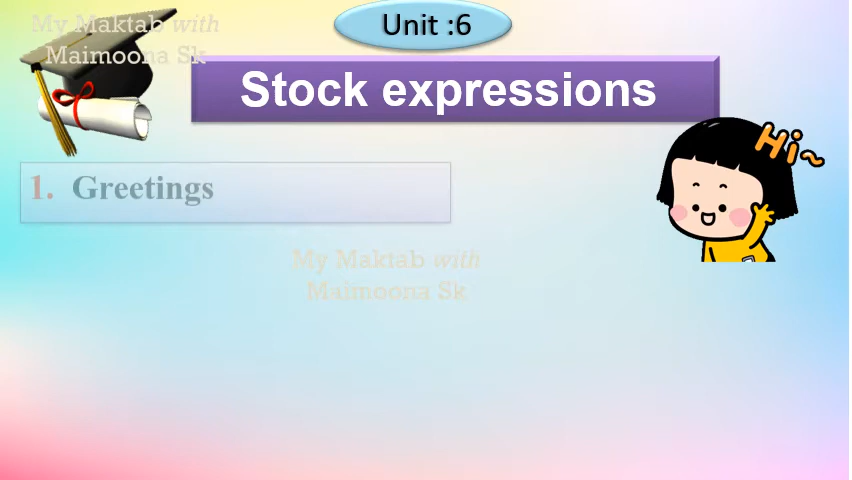 My Maktab with
Maimoona Sk
Unit :6
Stock expressions
Hi~
1. Greetings
My Maktab with
Maimoona Sk